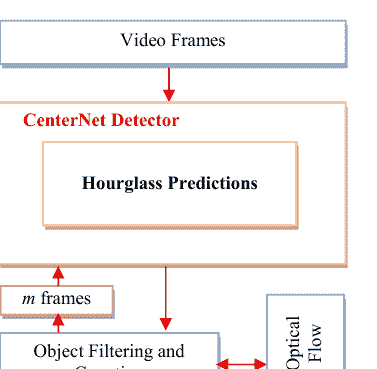 Video Frames
CenterNet Detector
Hourglass Predictions
m frames
Object Filtering and
Optical
Flow